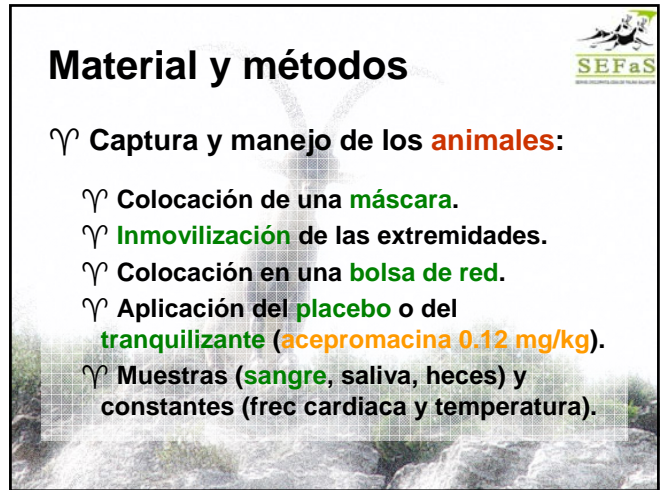 Material y métodos
SEFaS
♈ Captura y manejo de los animales:
♈ Colocación de una máscara.
♈ Inmovilización de las extremidades.
♈ Colocación en una bolsa de red.
♈ Aplicación del placebo o del
tranquilizante (acepromacina 0.12 mg/kg).
♈ Muestras (sangre, saliva, heces) y
constantes (frec cardiaca y temperatura).